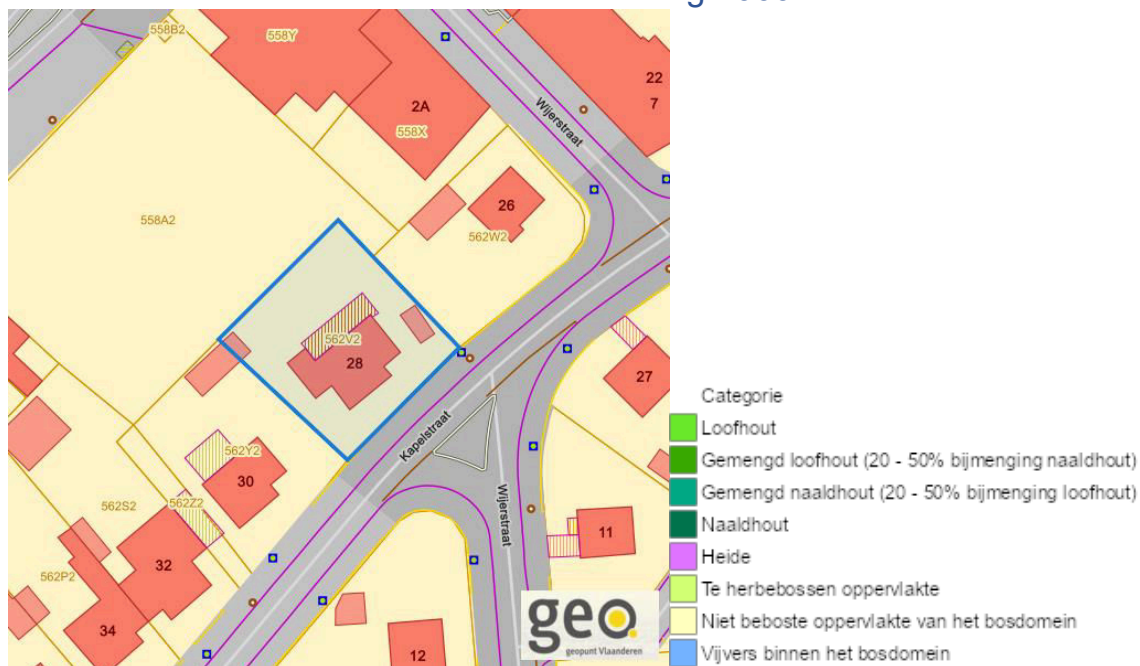 558B2
558Y
2A
558X
22
7
Wijerstraat
26
562W2
558A2
562V2
28
27
Kapelstraat
562Y2
30
Wijerstraat
562S2
562Z2
11
32
562P2
34
12
geo
geopunt Vlaanderen
Categorie
Loofhout
Gemengd loofhout (20 - 50% bijmenging naaldhout)
Gemengd naaldhout (20 - 50% bijmenging loofhout)
Naaldhout
Heide
Te herbebossen oppervlakte
Niet beboste oppervlakte van het bosdomein
Vijvers binnen het bosdomein